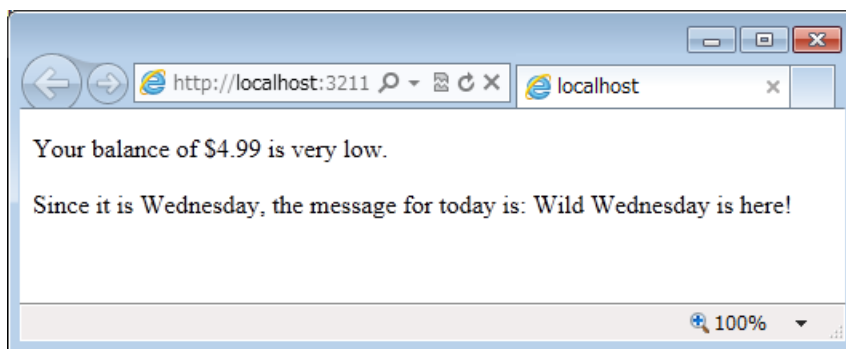 http://localhost:3211
localhost
Your balance of $4.99 is very low.
Since it is Wednesday, the message for today is: Wild Wednesday is here!
100%